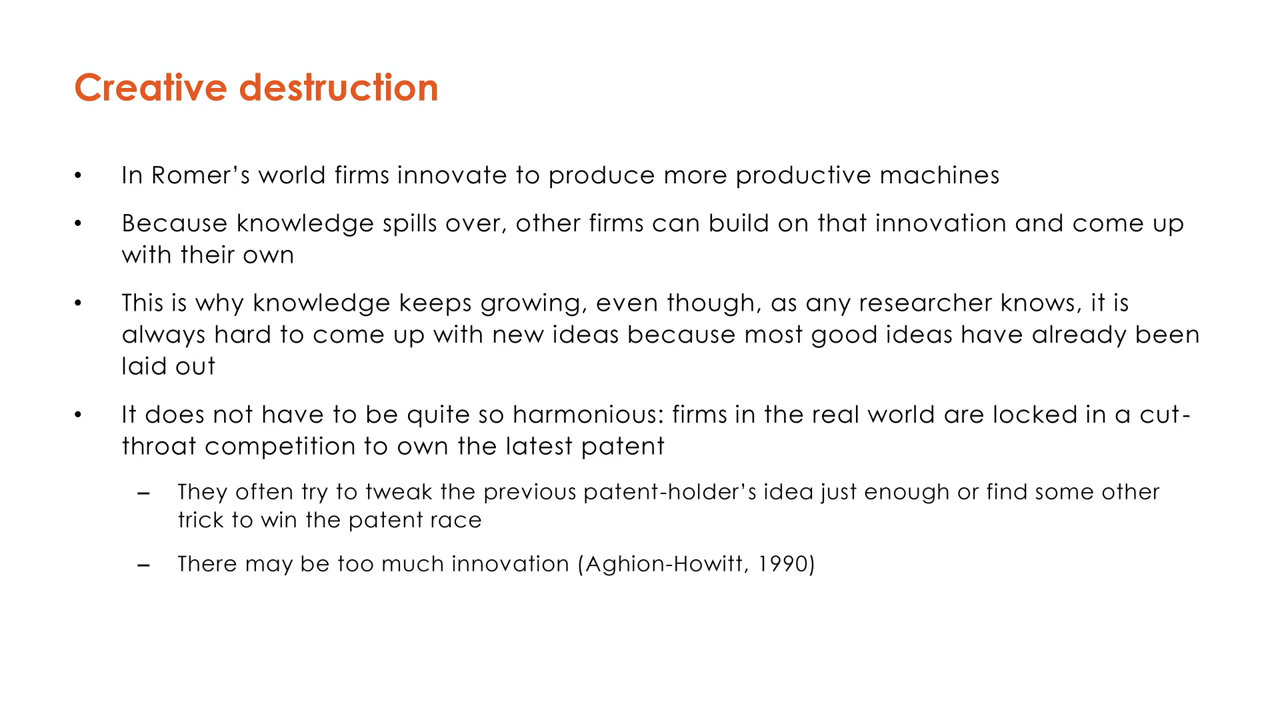 Creative destruction
• In Romer’s world firms innovate to produce more productive machines
• Because knowledge spills over, other firms can build on that innovation and come up
with their own
• This is why knowledge keeps growing, even though, as any researcher knows, it is
always hard to come up with new ideas because most good ideas have already been
laid out
• It does not have to be quite so harmonious: firms in the real world are locked in a cut-
throat competition to own the latest patent
– They often try to tweak the previous patent-holder’s idea just enough or find some other
trick to win the patent race
– There may be too much innovation (Aghion-Howitt, 1990)